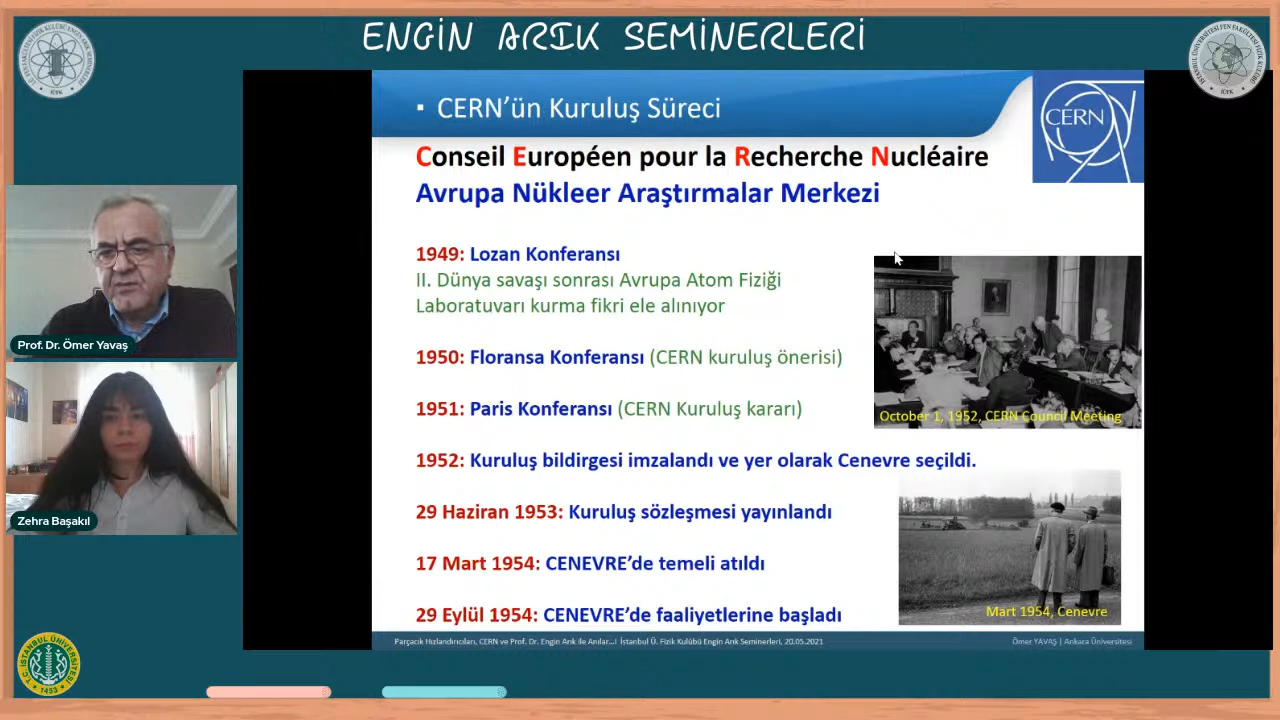 ENGİN ARIK SEMİNERLERİ
▪ CERN’ün Kuruluş Süreci
CERN
Conseil Européen pour la Recherche Nucléaire
Avrupa Nükleer Araştırmalar Merkezi
1949: Lozan Konferansı
II. Dünya savaşı sonrası Avrupa Atom Fiziği
Laboratuvarı kurma fikri ele alınıyor
1950: Floransa Konferansı (CERN kuruluş önerisi)
1951: Paris Konferansı (CERN Kuruluş kararı)
October 1, 1952, CERN Council Meeting
1952: Kuruluş bildirgesi imzalandı ve yer olarak Cenevre seçildi.
29 Haziran 1953: Kuruluş sözleşmesi yayınlandı
17 Mart 1954: CENEVRE’de temeli atıldı
29 Eylül 1954: CENEVRE’de faaliyetlerine başladı
Mart 1954, Cenevre
Parçacık Hızlandırıcıları, CERN ve Prof. Dr. Engin Arık ile Anılar...I İstanbul Ü. Fizik Kulübü Engin Arık Seminerleri, 20.05.2021
Ömer YAVAŞ | Ankara Üniversitesi
Prof. Dr. Ömer Yavaş
Zehra Başakıl
T.C. İSTANBUL ÜNİVERSİTESİ
1453